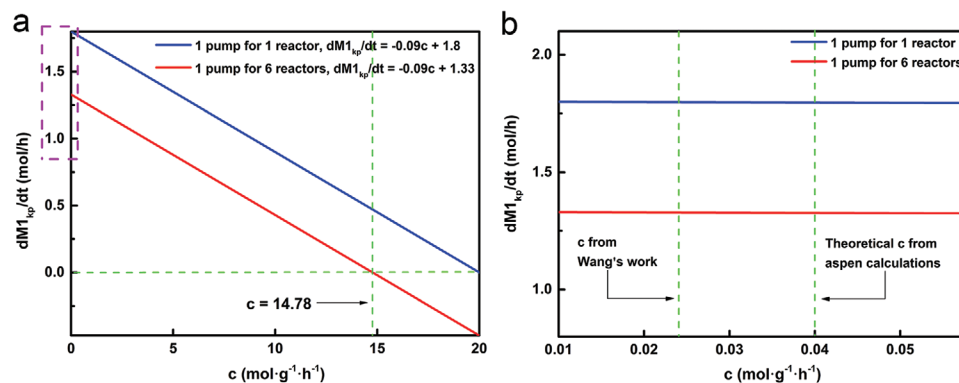 a
1 pump for 1 reactor, dM1kp/dt = -0.09c + 1.8
1 pump for 6 reactors, dM1kp/dt = -0.09c + 1.33
1.5
1.0
0.5
0.0
dM1kp/dt (mol/h)
c = 14.78
0 5 10 15 20
c (mol·g-1·h-1)
b
1 pump for 1 reactor
1 pump for 6 reactors
2.0
1.5
1.0
dM1kp/dt (mol/h)
c from
Wang's work
Theoretical c from
aspen calculations
0.01 0.02 0.03 0.04 0.05
c (mol·g-1·h-1)